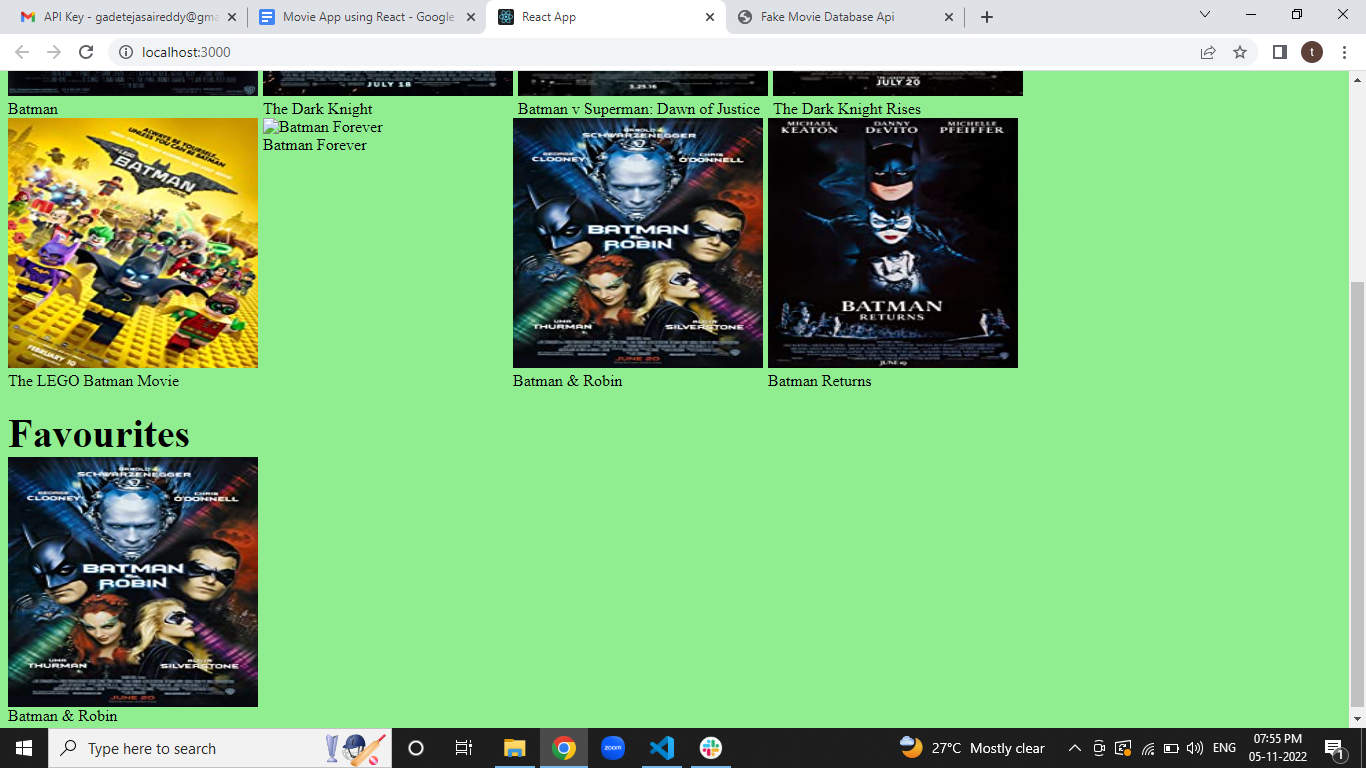 API Key - gadetejasaireddy@gma
Movie App using React - Google
React App
Fake Movie Database Api
localhost:3000
t
JULY 18
3.25.16
JULY 20
Batman
The Dark Knight
Batman v Superman: Dawn of Justice
The Dark Knight Rises
ALWAYS BE YOURSELF...
UNLESS YOU CAN BE BATMAN
THE LEGO
BATMAN
MOVIE
FEBRUARY 10
The LEGO Batman Movie
Batman Forever
Batman Forever
ARNOLD
SCHWARZENEGGER
GEORGE CLOONEY
CHRIS O'DONNELL
BATMAN
& ROBIN
UMA THURMAN
ALICIA SILVERSTONE
JUNE 20
Batman & Robin
MICHAEL KEATON
DANNY DEVITO
MICHELLE PFEIFFER
BATMAN
RETURNS
JUNE 19
Batman Returns
Favourites
ARNOLD
SCHWARZENEGGER
GEORGE CLOONEY
CHRIS O'DONNELL
BATMAN
& ROBIN
UMA THURMAN
ALICIA SILVERSTONE
JUNE 20
Batman & Robin
Type here to search
zoom
27°C Mostly clear
ENG
07:55 PM
05-11-2022
1